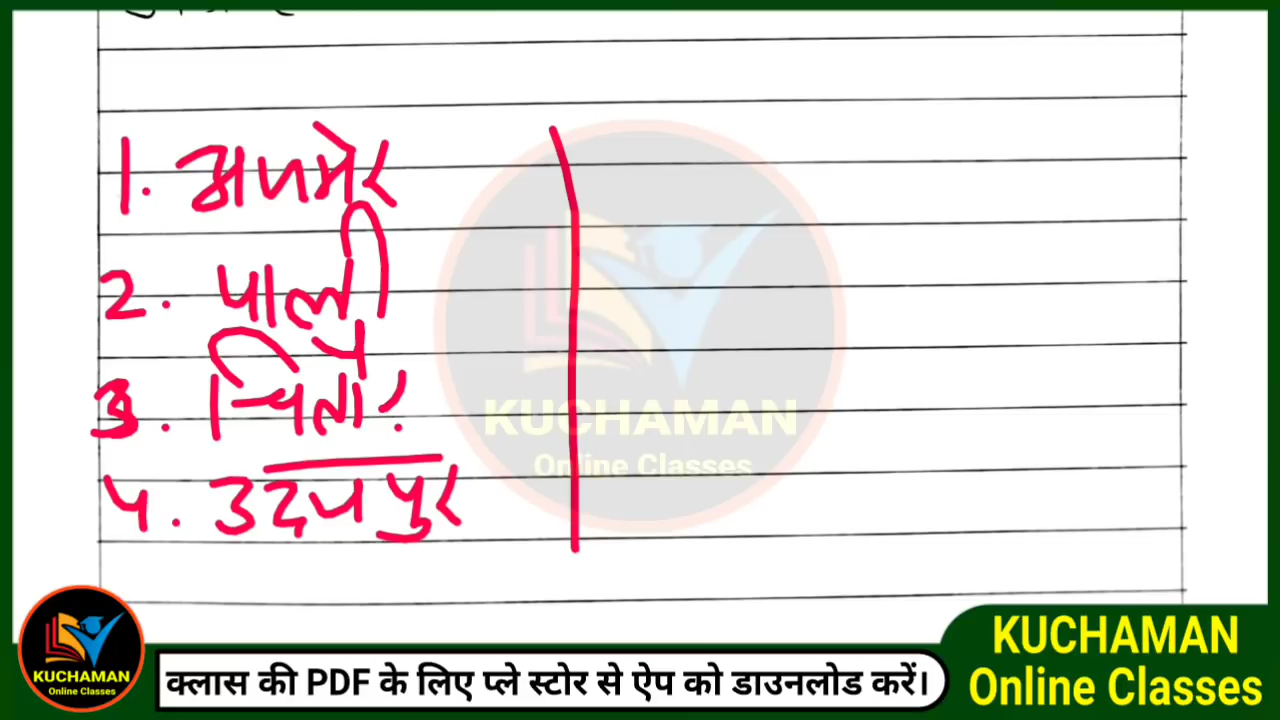 1. अजमेर
2. पाली
3. चित्तौ
4. उदयपुर
KUCHAMAN
Online Classes
KUCHAMAN
Online Classes
क्लास की PDF के लिए प्ले स्टोर से ऐप को डाउनलोड करें।
KUCHAMAN
Online Classes